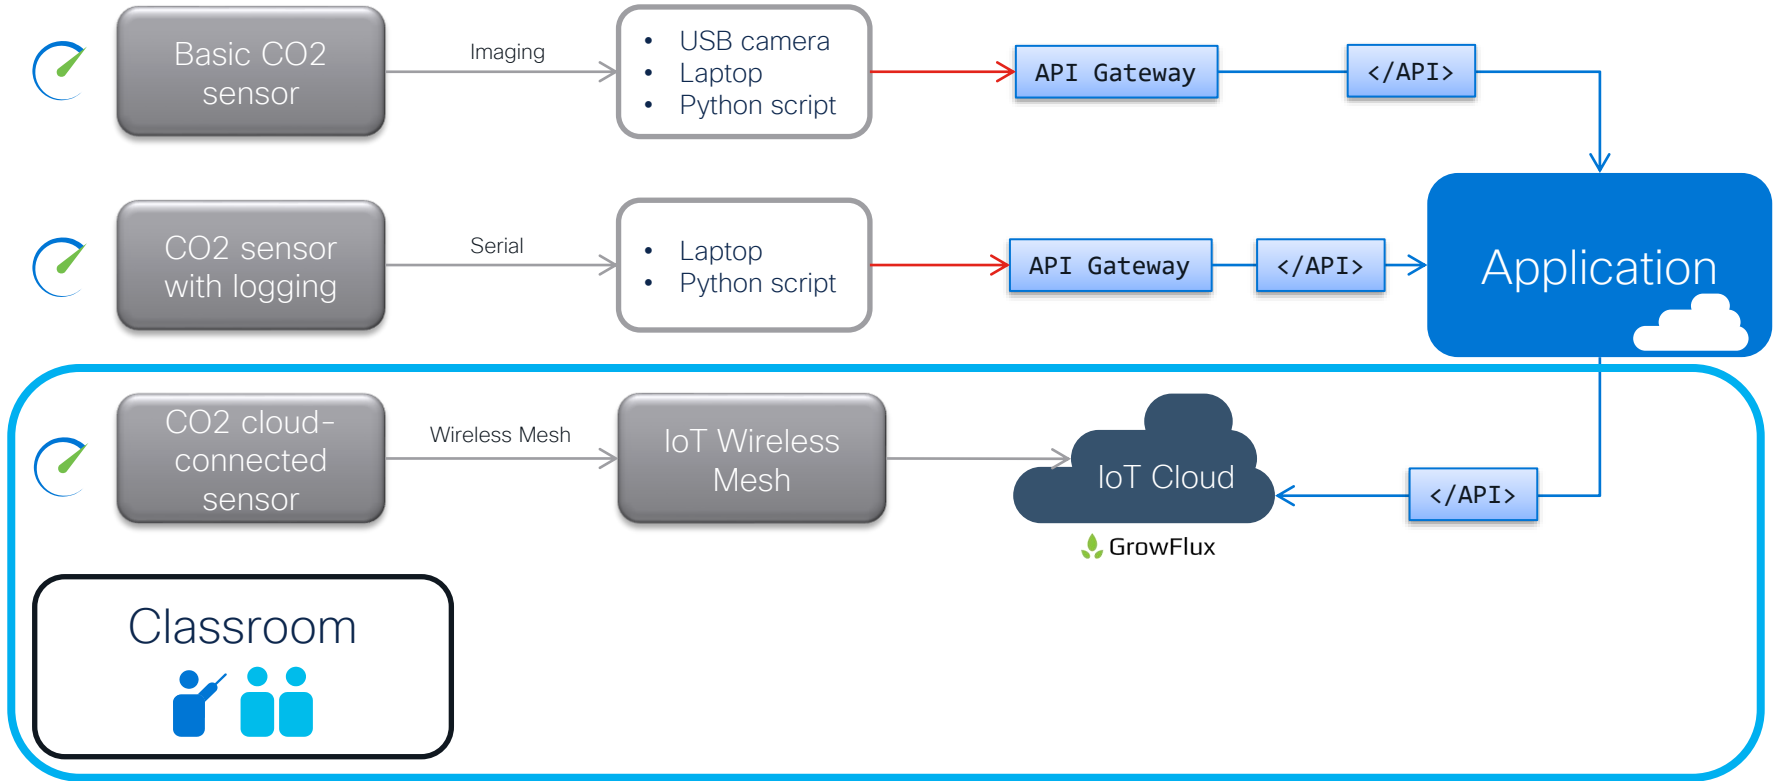 Basic CO2
sensor
Imaging
• USB camera
• Laptop
• Python script
API Gateway
</API>
CO2 sensor
with logging
Serial
• Laptop
• Python script
API Gateway
</API>
Application
CO2 cloud-
connected
sensor
Wireless Mesh
IoT Wireless
Mesh
IoT Cloud
</API>
GrowFlux
Classroom